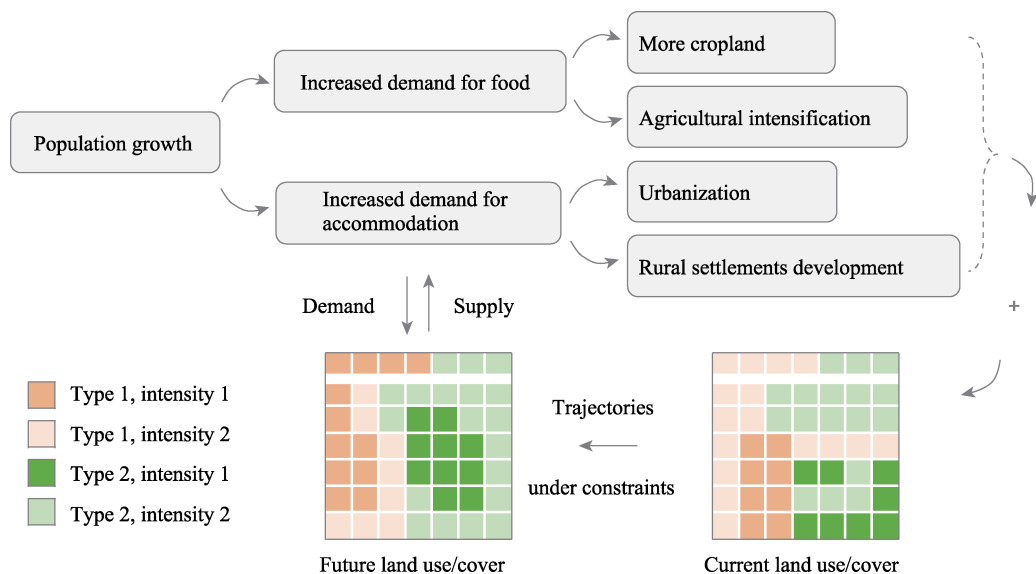 More cropland
Increased demand for food
Agricultural intensification
Population growth
Increased demand for
accommodation
Urbanization
Rural settlements development
Demand
Supply
+
Type 1, intensity 1
Type 1, intensity 2
Type 2, intensity 1
Type 2, intensity 2
Trajectories
under constraints
Future land use/cover
Current land use/cover